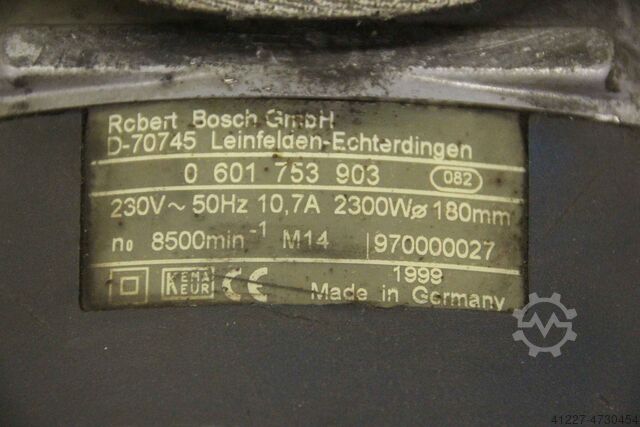 Robert Bosch GmbH
D-70745 Leinfelden-Echterdingen
0 601 753 903 082
230V ~ 50Hz 10,7A 2300W ⌀ 180mm
n₀ 8500min⁻¹ M14 970000027
KEMA EUR CE 1999
Made in Germany
41227-4730454